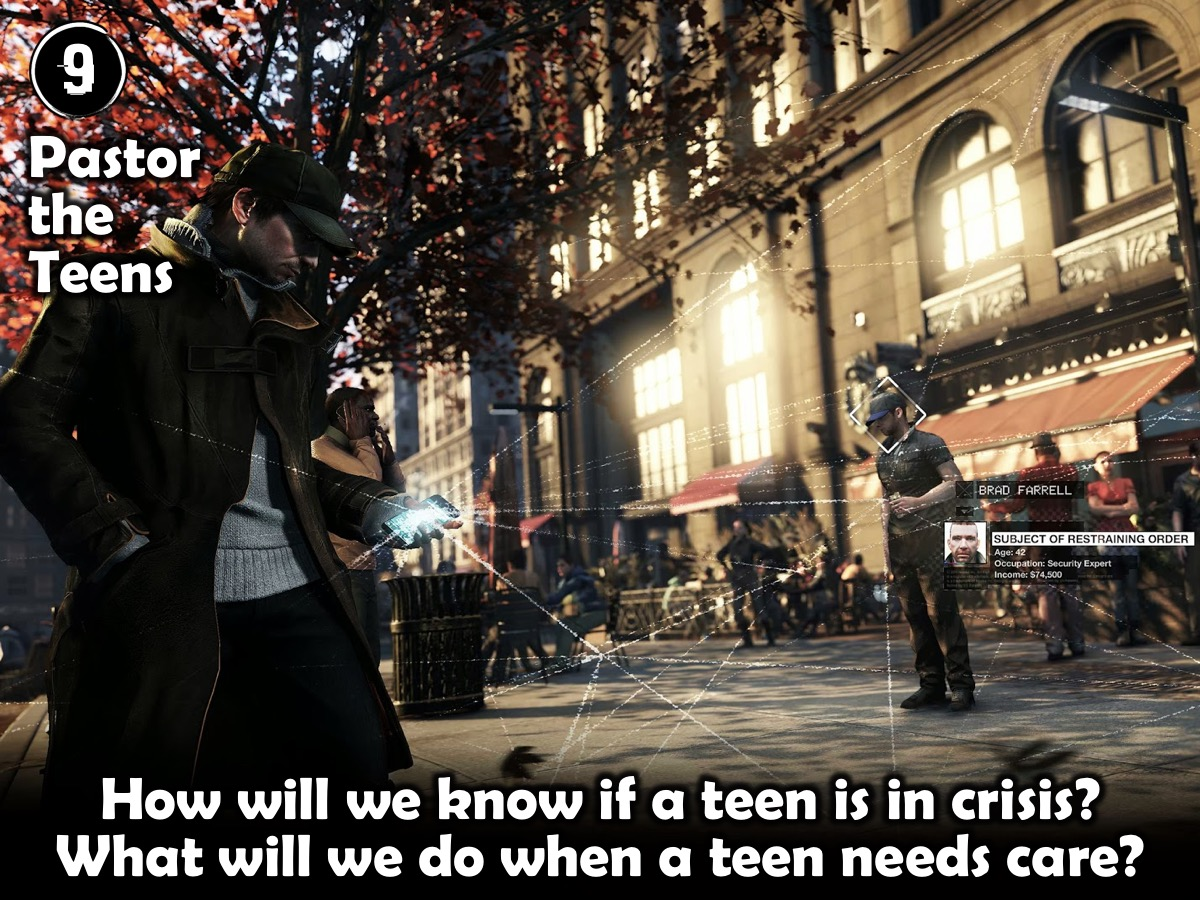 9
Pastor
the
Teens
BRAD FARRELL
SUBJECT OF RESTRAINING ORDER
Age: 42
Occupation: Security Expert
Income: $74,500
How will we know if a teen is in crisis?
What will we do when a teen needs care?